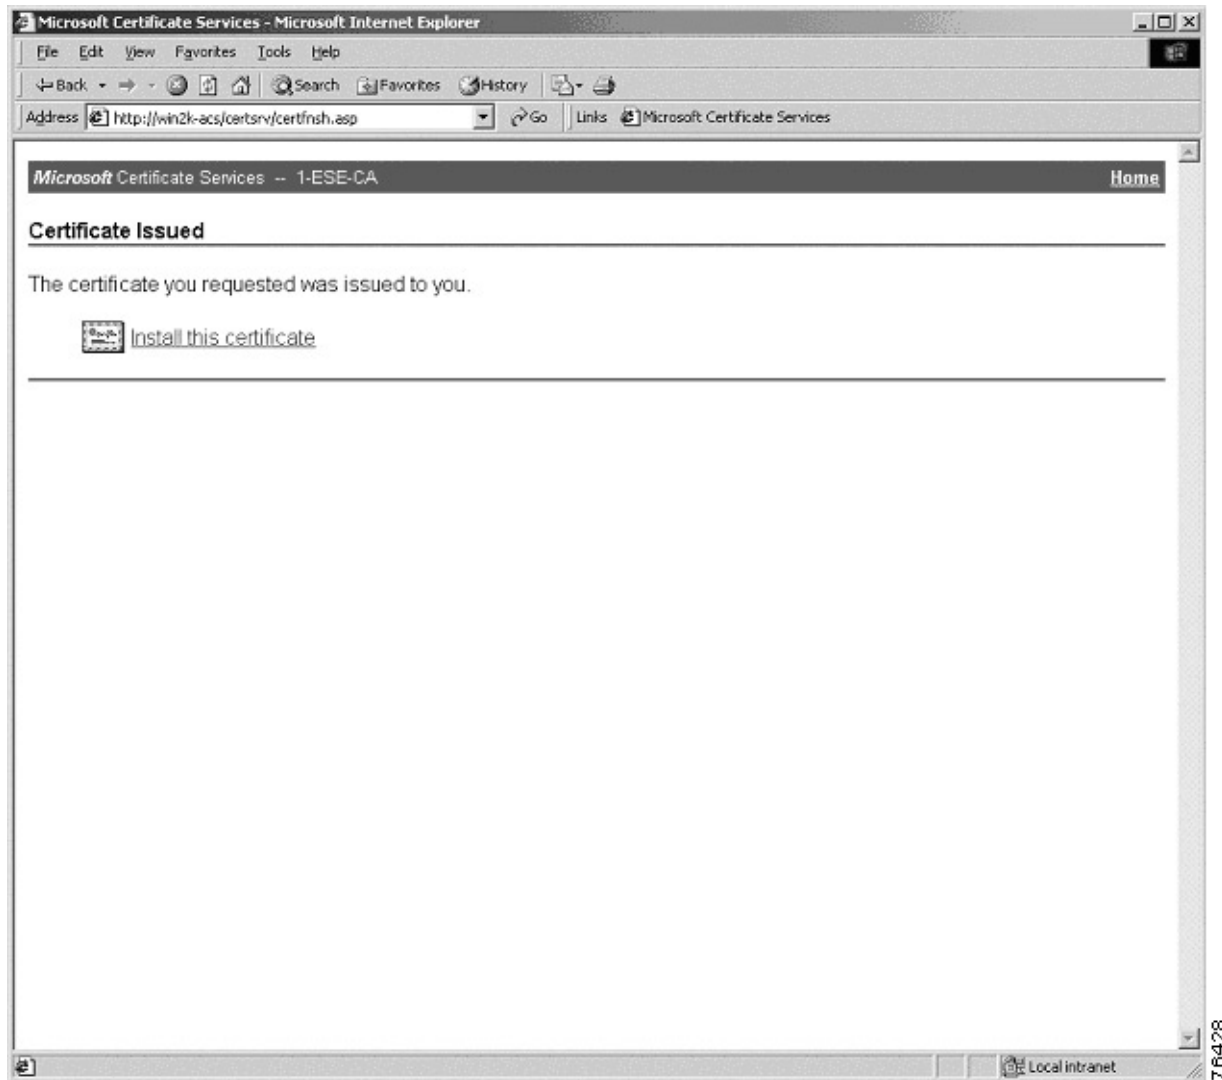 Microsoft Certificate Services - Microsoft Internet Explorer
File Edit View Favorites Tools Help
Back Search Favorites History
Address http://win2k-acs/certsrv/certfnsh.asp Go Links Microsoft Certificate Services
Microsoft Certificate Services -- 1-ESE-CA Home
Certificate Issued
The certificate you requested was issued to you.
Install this certificate
Local intranet
76428